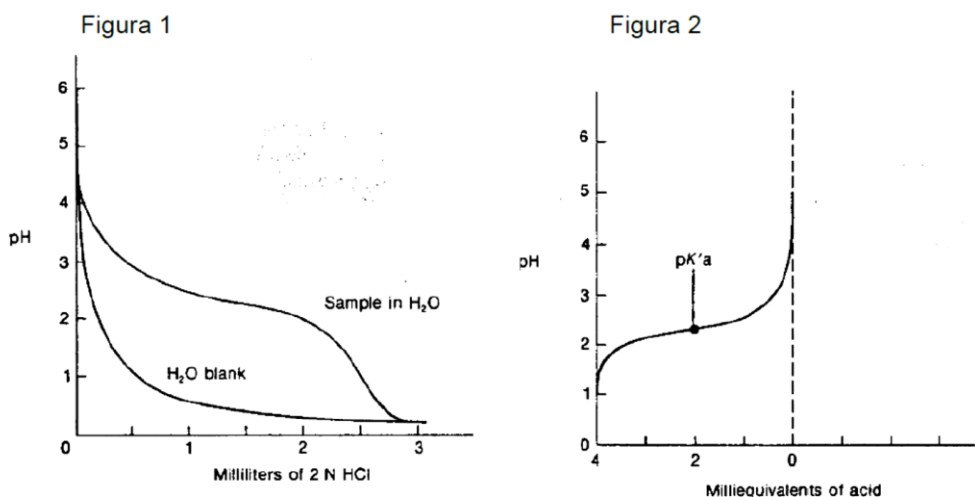 Figura 1
6
5
4
pH
3
2
1
0
1
2
3
Sample in H₂O
H₂O blank
Milliliters of 2 N HCl
Figura 2
6
5
4
pH
3
2
1
0
pK'a
4
2
0
Milliequivalents of acid